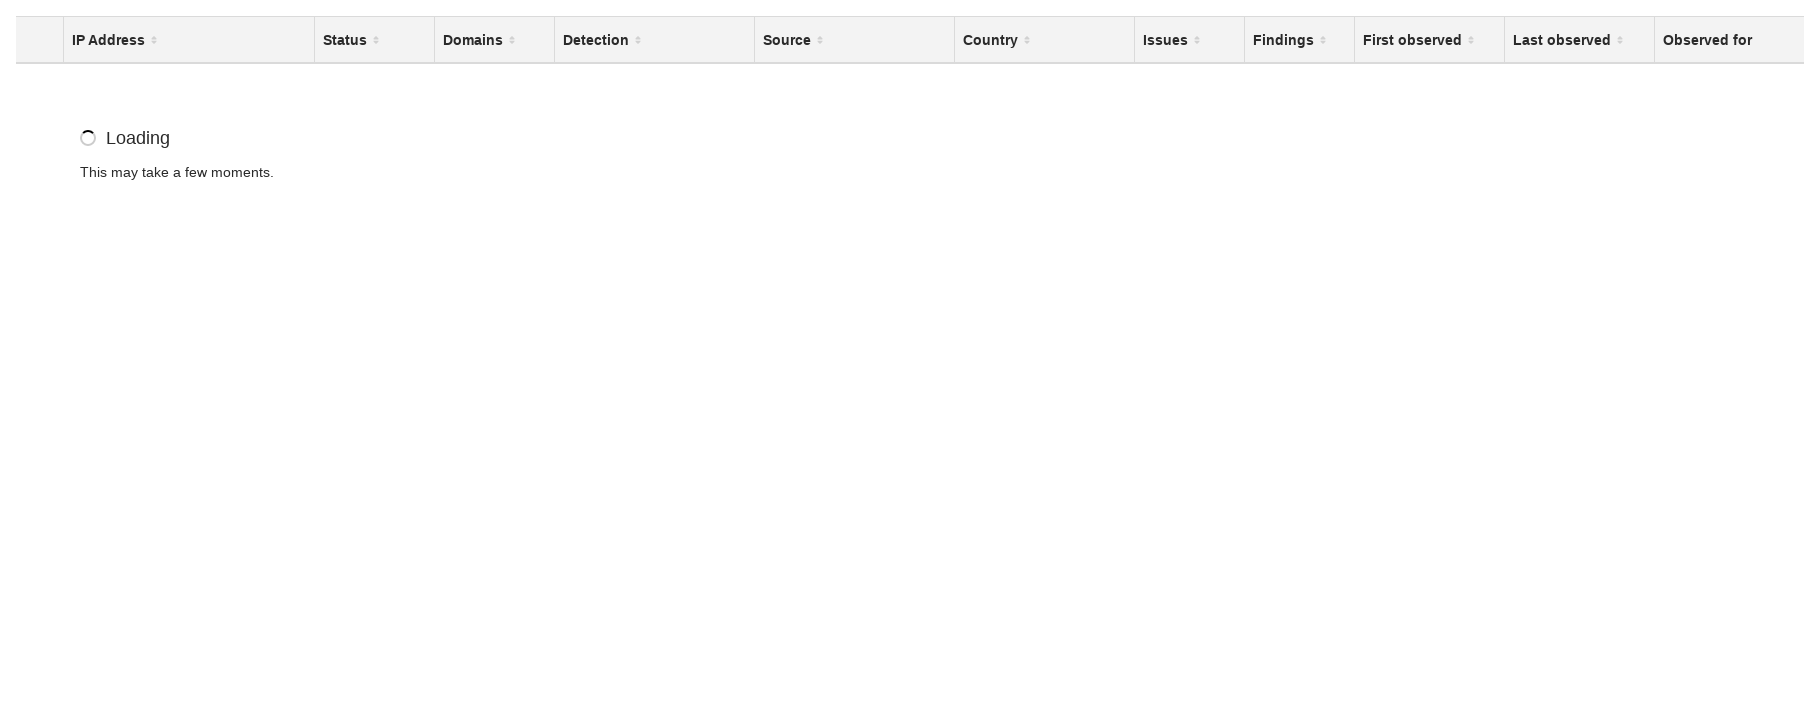 IP Address Status Domains Detection Source Country Issues Findings First observed Last observed Observed for
Loading
This may take a few moments.